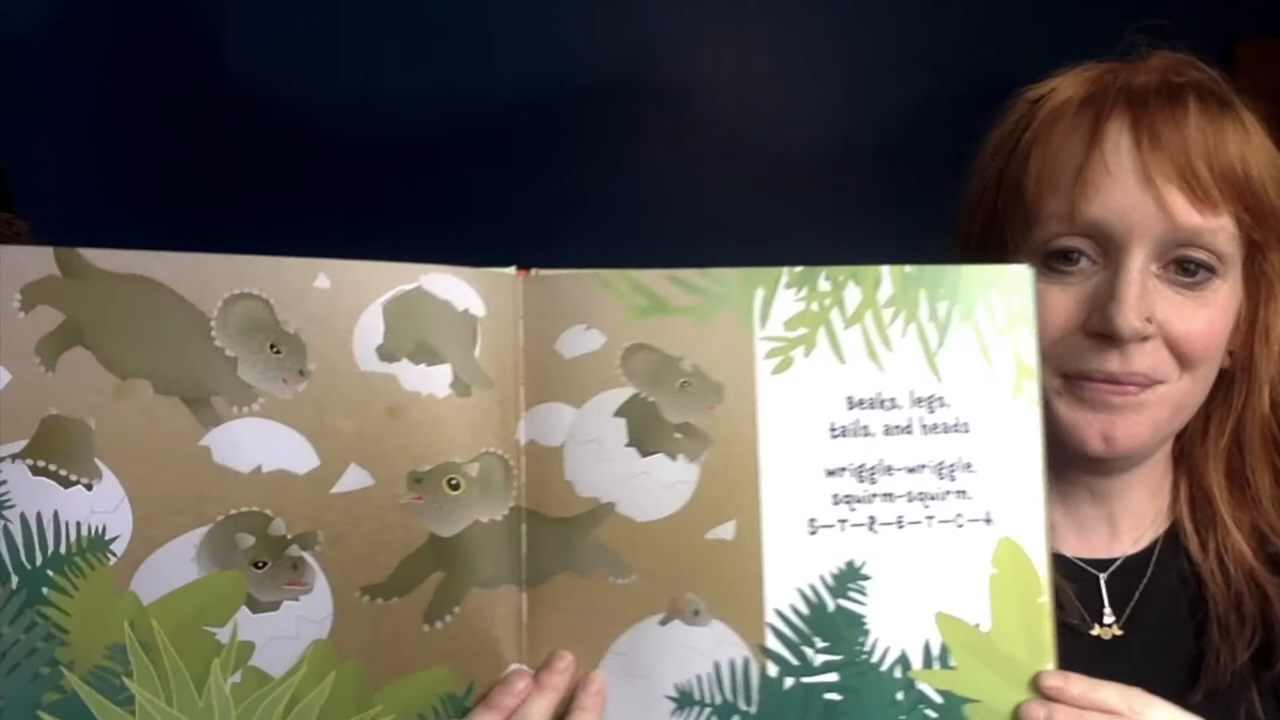 Beaks, legs,
tails, and heads
wriggle-wriggle,
squirm-squirm,
S-T-R-E-T-C-H